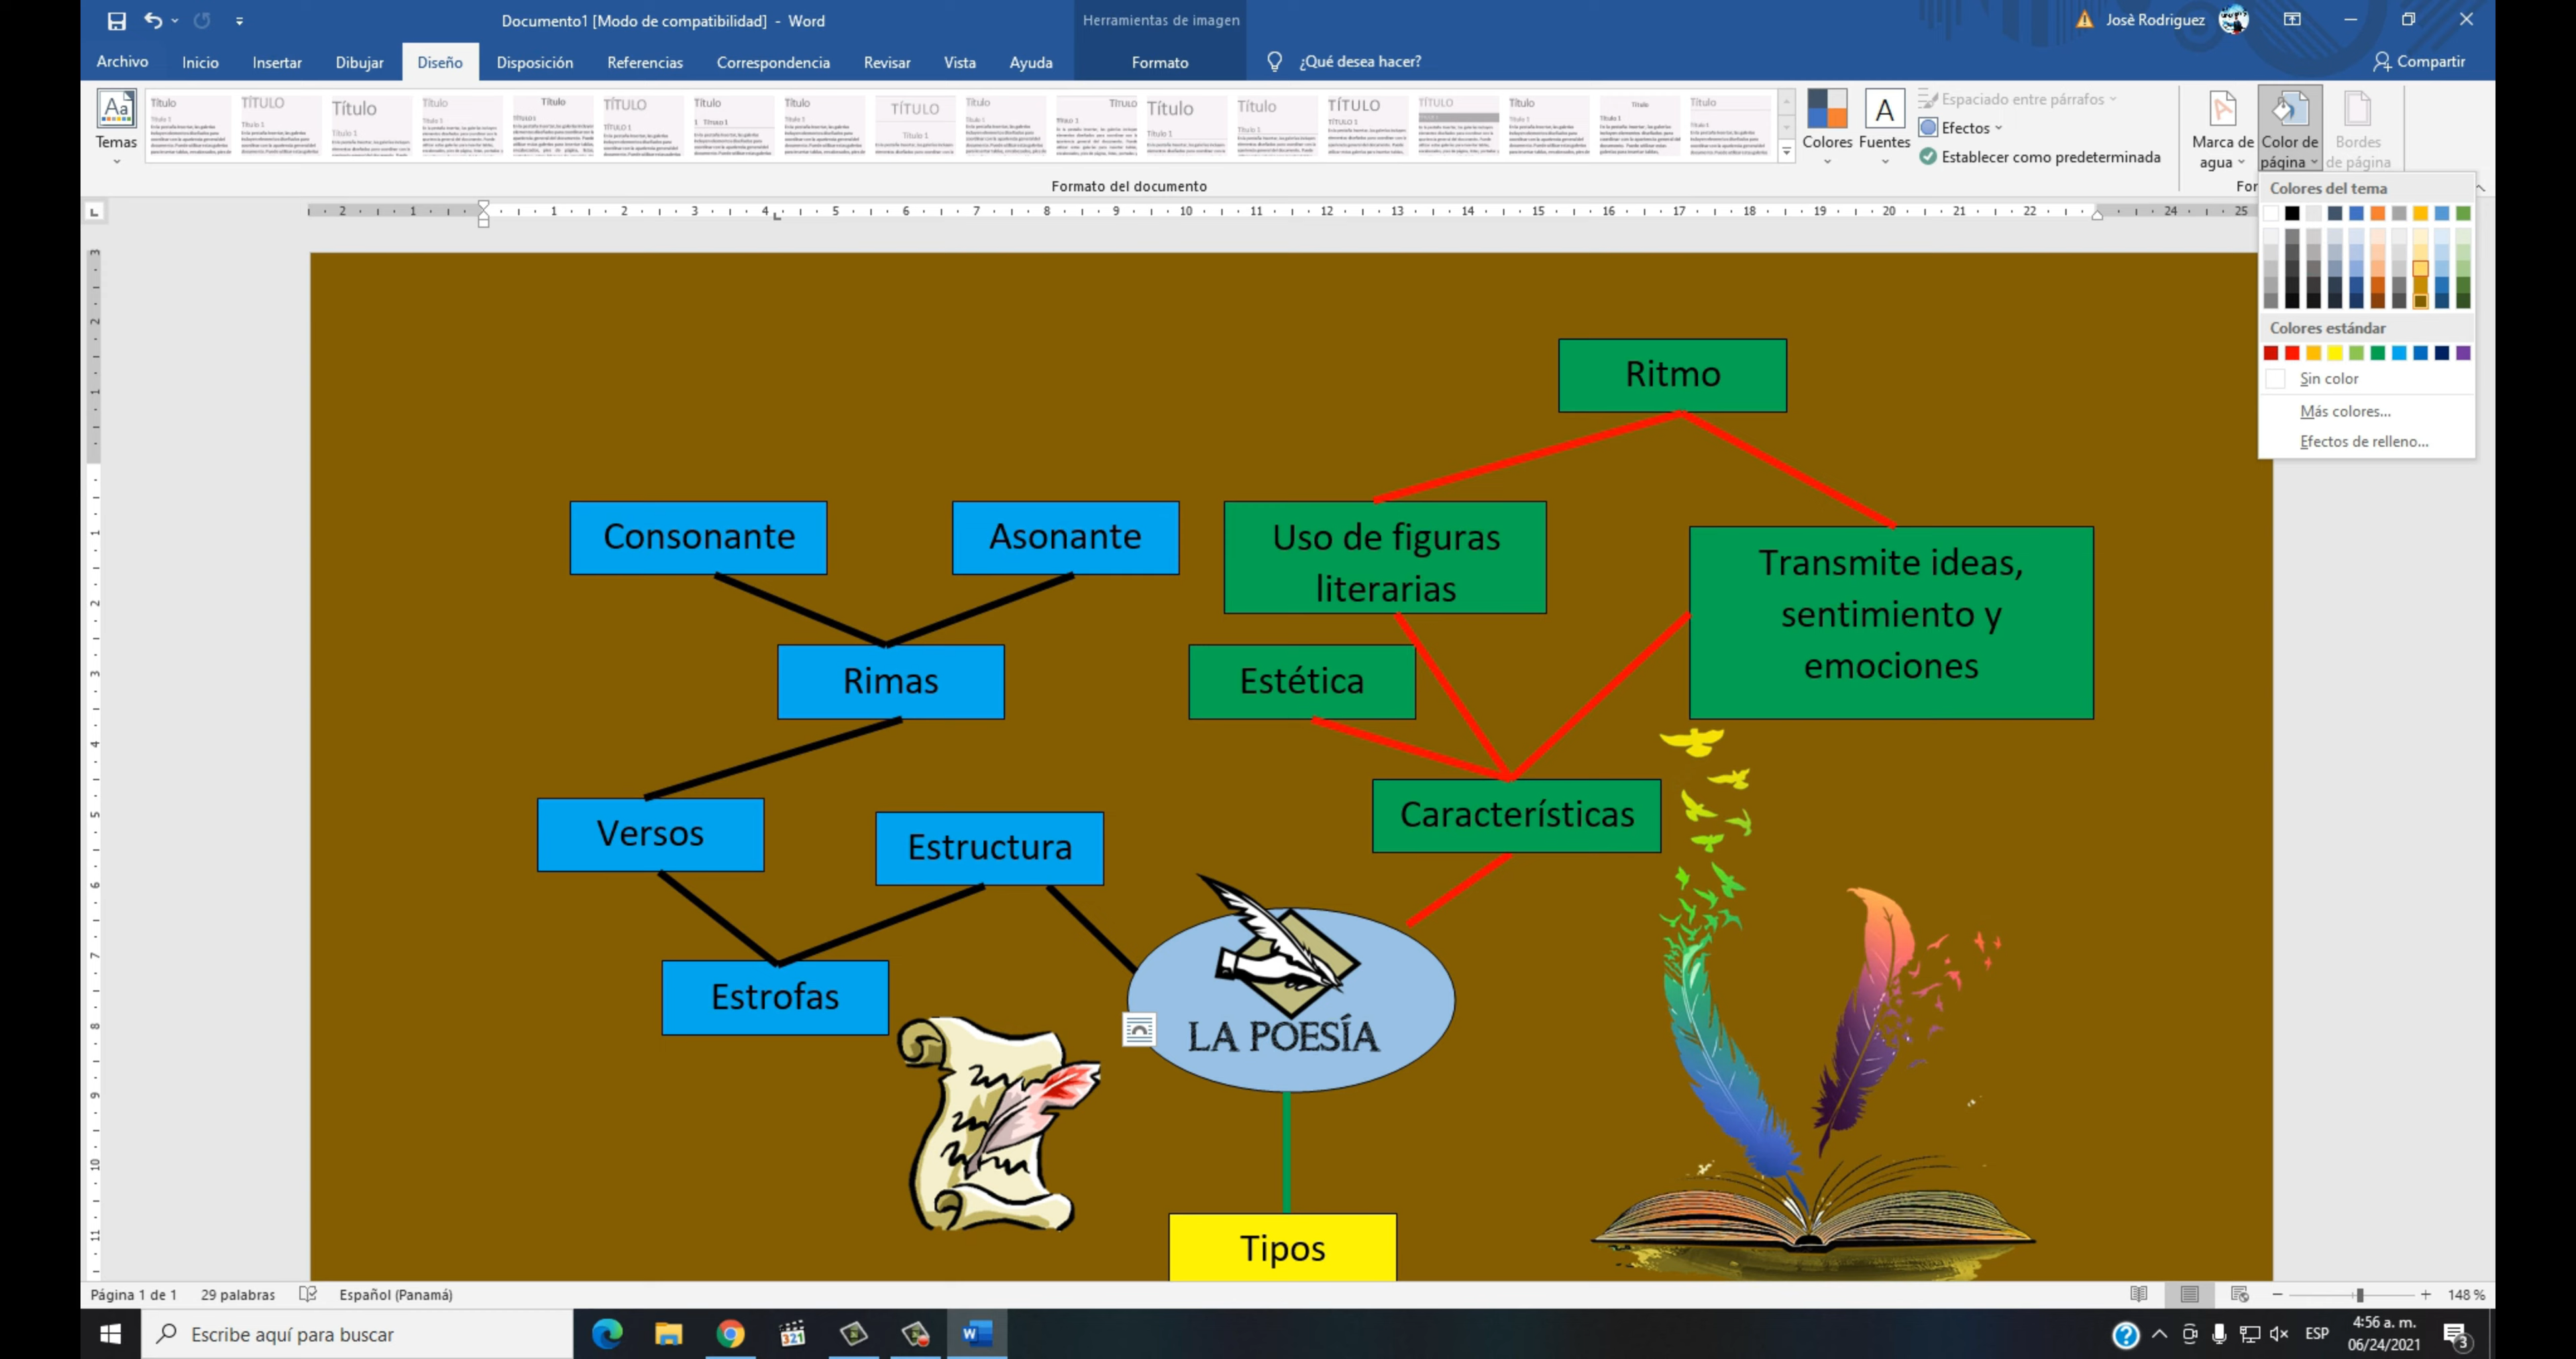 Documento1 [Modo de compatibilidad] - Word
Herramientas de imagen
Josè Rodriguez
Archivo
Inicio
Insertar
Dibujar
Diseño
Disposición
Referencias
Correspondencia
Revisar
Vista
Ayuda
Formato
¿Qué desea hacer?
Compartir
Temas
Colores
Fuentes
Espaciado entre párrafos
Efectos
Establecer como predeterminada
Marca de
agua
Color de
página
Bordes
de página
Formato del documento
For
Colores del tema
Colores estándar
Sin color
Más colores...
Efectos de relleno...
Ritmo
Consonante
Asonante
Uso de figuras
literarias
Transmite ideas,
sentimiento y
emociones
Rimas
Estética
Versos
Estructura
Características
Estrofas
LA POESÍA
Tipos
Página 1 de 1
29 palabras
Español (Panamá)
148 %
Escribe aquí para buscar
ESP
4:56 a. m.
06/24/2021
3